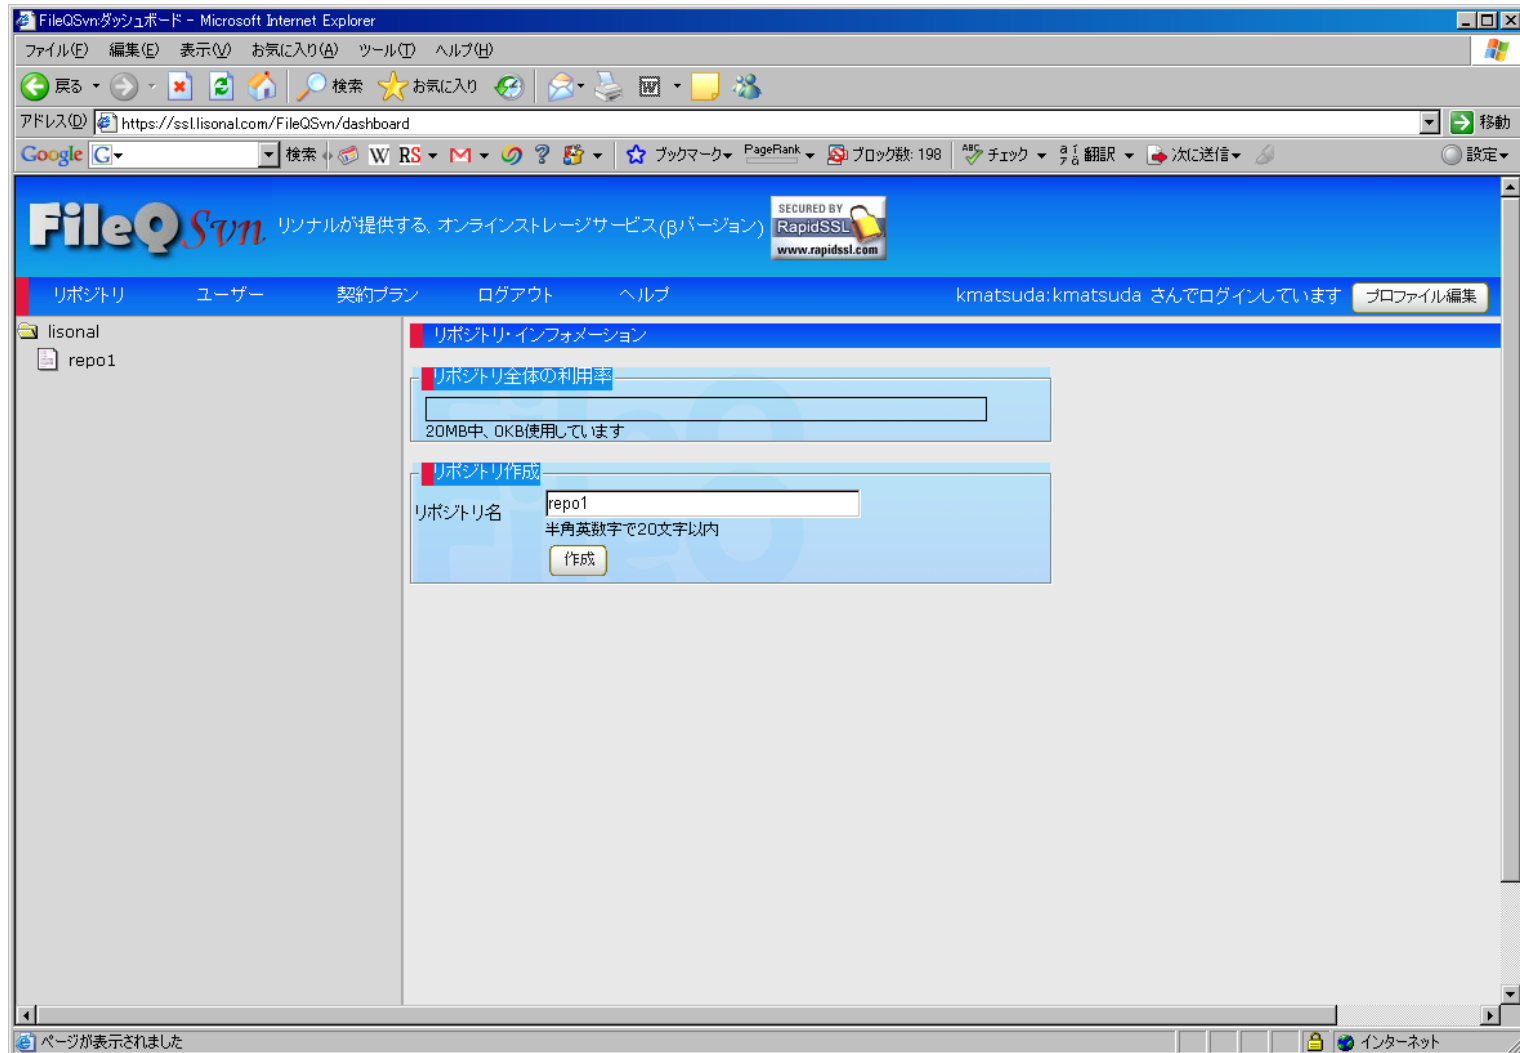 FileQSvn:ダッシュボード - Microsoft Internet Explorer
ファイル(F) 編集(E) 表示(V) お気に入り(A) ツール(T) ヘルプ(H)
戻る 検索 お気に入り
アドレス(D) https://ssl.lisonal.com/FileQSvn/dashboard 移動
Google G 検索 W RS ブックマーク PageRank ブロック数: 198 ABC チェック 翻訳 次に送信 設定
FileQ Svn リソナルが提供する、オンラインストレージサービス(βバージョン) SECURED BY
RapidSSL
www.rapidssl.com
リポジトリ ユーザー 契約プラン ログアウト ヘルプ kmatsuda:kmatsuda さんでログインしています プロファイル編集
lisonal
repo1
リポジトリ・インフォメーション
リポジトリ全体の利用率
20MB中、0KB使用しています
リポジトリ作成
リポジトリ名 repo1
半角英数字で20文字以内
作成
ページが表示されました インターネット